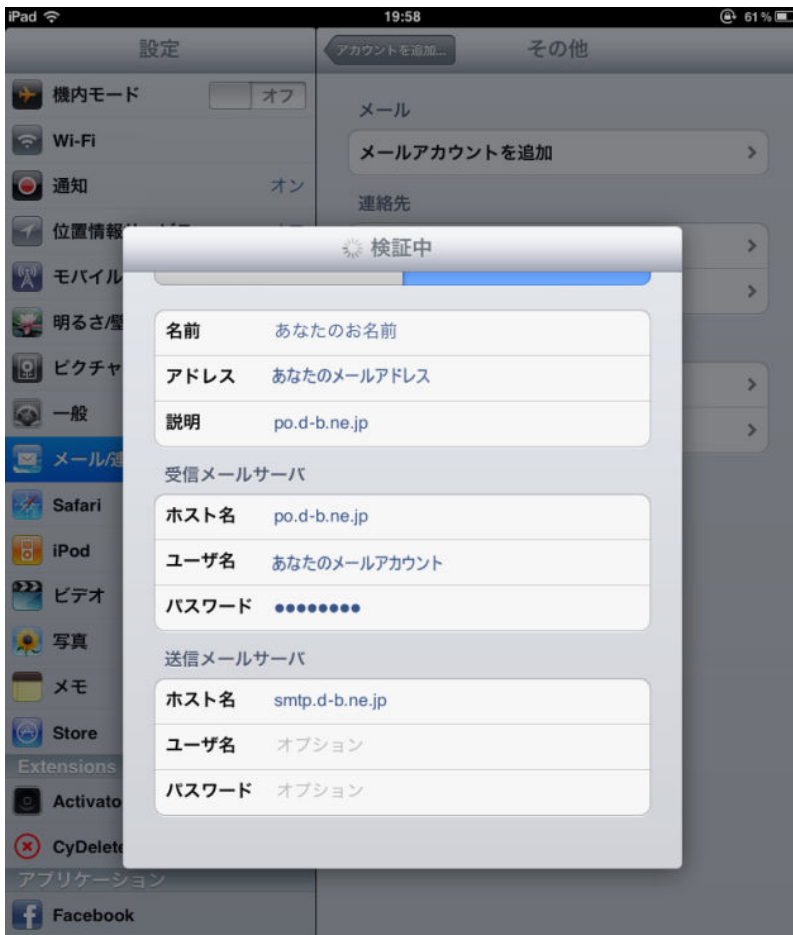 iPad
19:58
61%
設定
アカウントを追加...
その他
機内モード
オフ
メール
Wi-Fi
メールアカウントを追加
通知
オン
連絡先
位置情報
検証中
モバイル
明るさ/壁
名前
あなたのお名前
ピクチャ
アドレス
あなたのメールアドレス
一般
説明
po.d-b.ne.jp
メール/連
受信メールサーバ
Safari
ホスト名
po.d-b.ne.jp
iPod
ユーザ名
あなたのメールアカウント
ビデオ
パスワード
●●●●●●●●
写真
送信メールサーバ
メモ
ホスト名
smtp.d-b.ne.jp
Store
ユーザ名
オプション
Extensions
パスワード
オプション
Activato
CyDelete
アプリケーション
Facebook